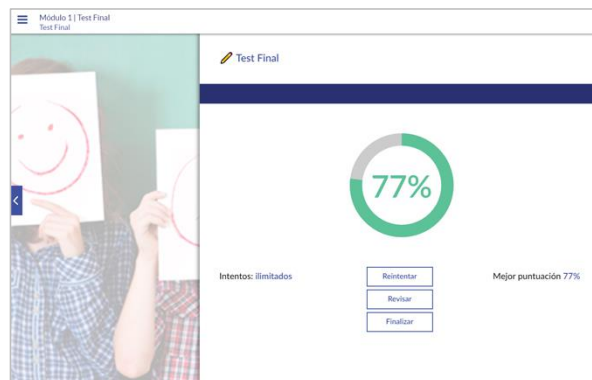 Módulo 1 | Test Final
Test Final
Test Final
77%
Intentos: ilimitados
Reintentar
Mejor puntuación 77%
Revisar
Finalizar